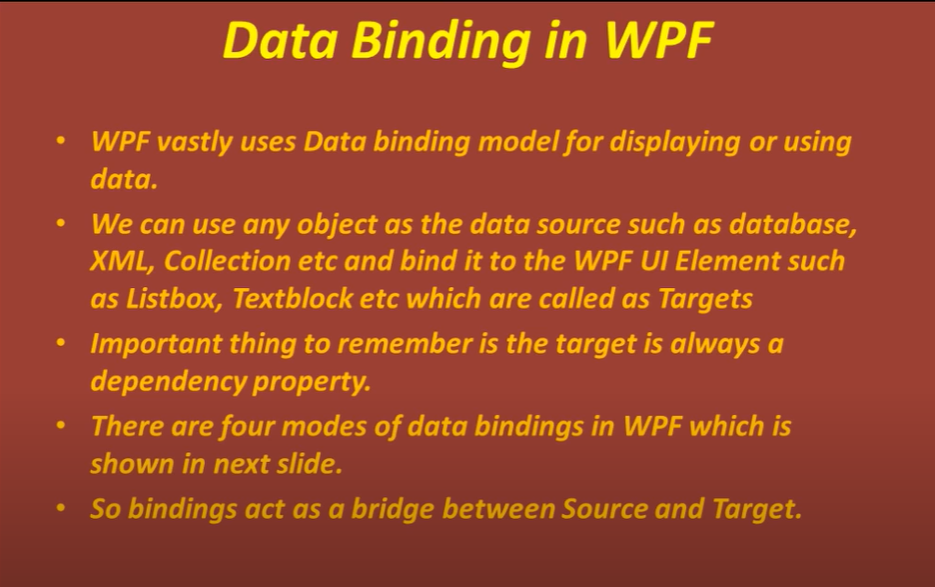 Data Binding in WPF
• WPF vastly uses Data binding model for displaying or using
data.
• We can use any object as the data source such as database,
XML, Collection etc and bind it to the WPF UI Element such
as Listbox, Textblock etc which are called as Targets
• Important thing to remember is the target is always a
dependency property.
• There are four modes of data bindings in WPF which is
shown in next slide.
• So bindings act as a bridge between Source and Target.